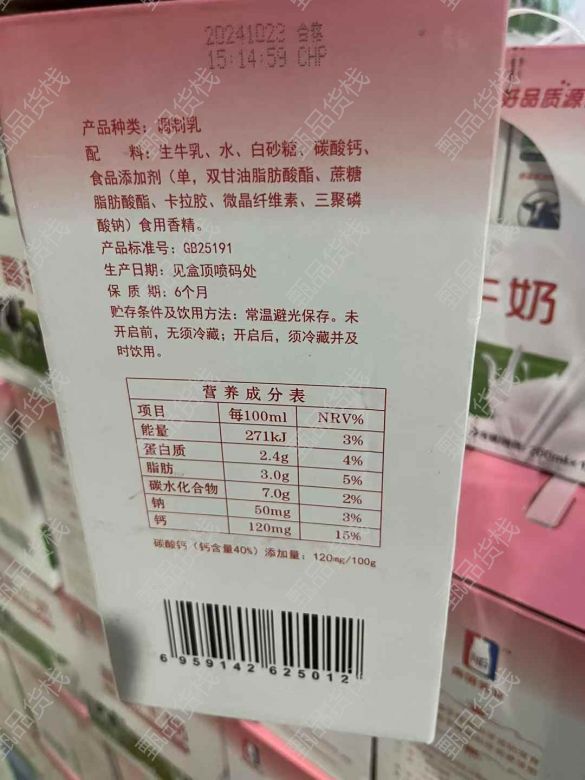 20241023 合格
15:14:59 CHP
产品种类：调制乳
配 料：生牛乳、水、白砂糖、碳酸钙、
食品添加剂（单，双甘油脂肪酸酯、蔗糖
脂肪酸酯、卡拉胶、微晶纤维素、三聚磷
酸钠）食用香精。
产品标准号：GB25191
生产日期：见盒顶喷码处
保 质 期：6个月
贮存条件及饮用方法：常温避光保存。未
开启前，无须冷藏；开启后，须冷藏并及
时饮用。
营养成分表
项目 每100ml NRV%
能量 271kJ 3%
蛋白质 2.4g 4%
脂肪 3.0g 5%
碳水化合物 7.0g 2%
钠 50mg 3%
钙 120mg 15%
碳酸钙（钙含量40%）添加量：120mg/100g
6 959142 625012
好品质源
牛奶
甄品货栈